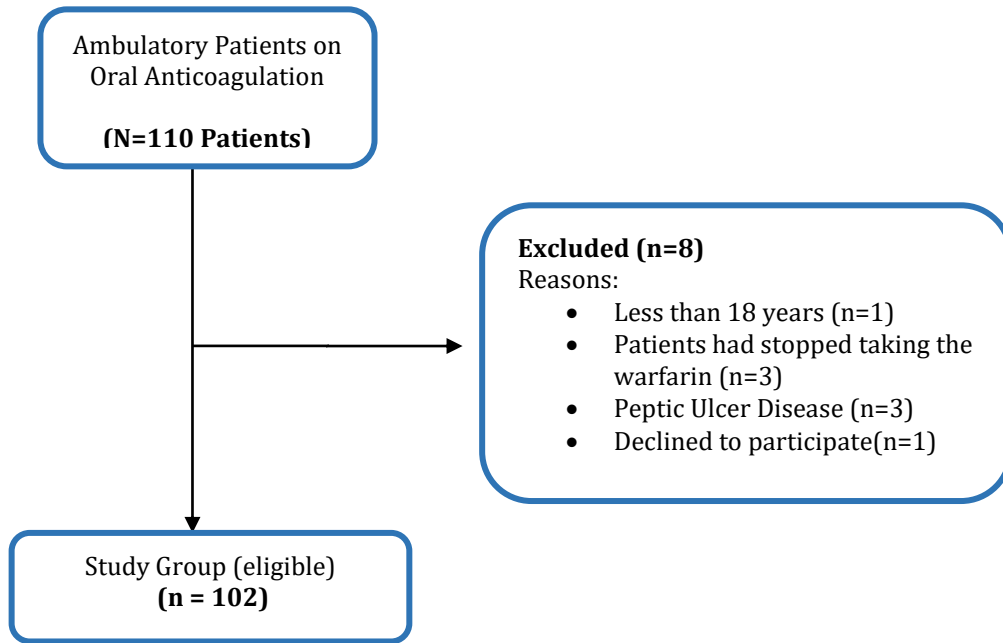 Ambulatory Patients on
Oral Anticoagulation
(N=110 Patients)
Excluded (n=8)
Reasons:
• Less than 18 years (n=1)
• Patients had stopped taking the
warfarin (n=3)
• Peptic Ulcer Disease (n=3)
• Declined to participate(n=1)
Study Group (eligible)
(n = 102)